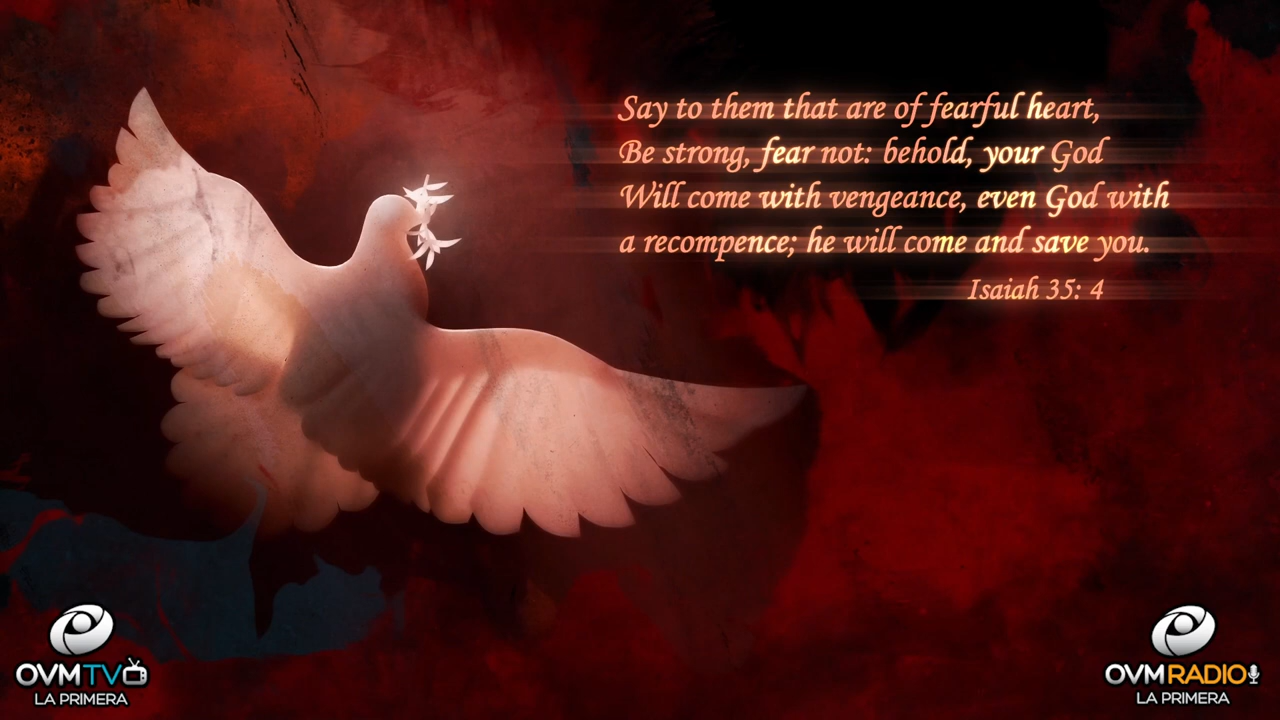 Say to them that are of fearful heart,
Be strong, fear not: behold, your God
Will come with vengeance, even God with
a recompence; he will come and save you.
Isaiah 35: 4
OVMTV
LA PRIMERA
OVMRADIO
LA PRIMERA